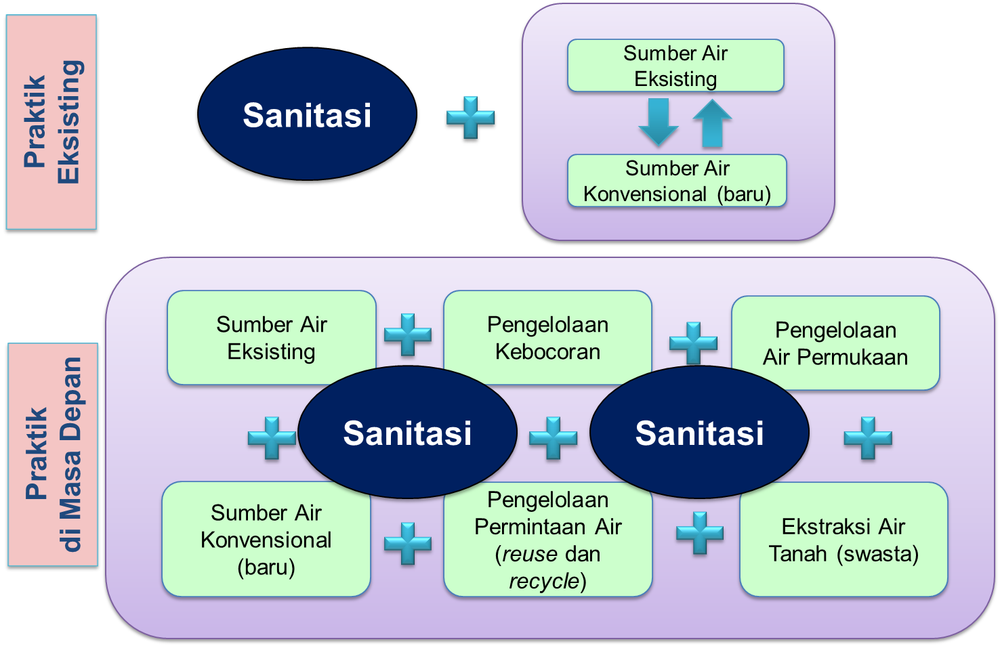 Praktik
Eksisting
Sanitasi
Sumber Air
Eksisting
Sumber Air
Konvensional (baru)
Praktik
di Masa Depan
Sumber Air
Eksisting
Pengelolaan
Kebocoran
Pengelolaan
Air Permukaan
Sanitasi
Sanitasi
Sumber Air
Konvensional
(baru)
Pengelolaan
Permintaan Air
(reuse dan
recycle)
Ekstraksi Air
Tanah (swasta)